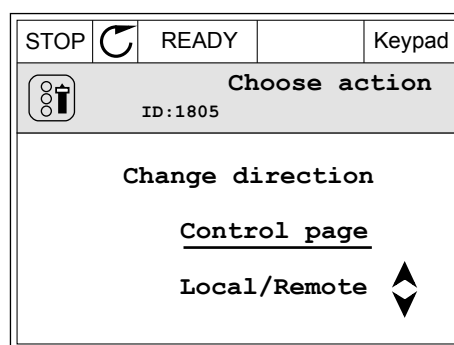 STOP READY Keypad
Choose action
ID:1805
Change direction
Control page
Local/Remote